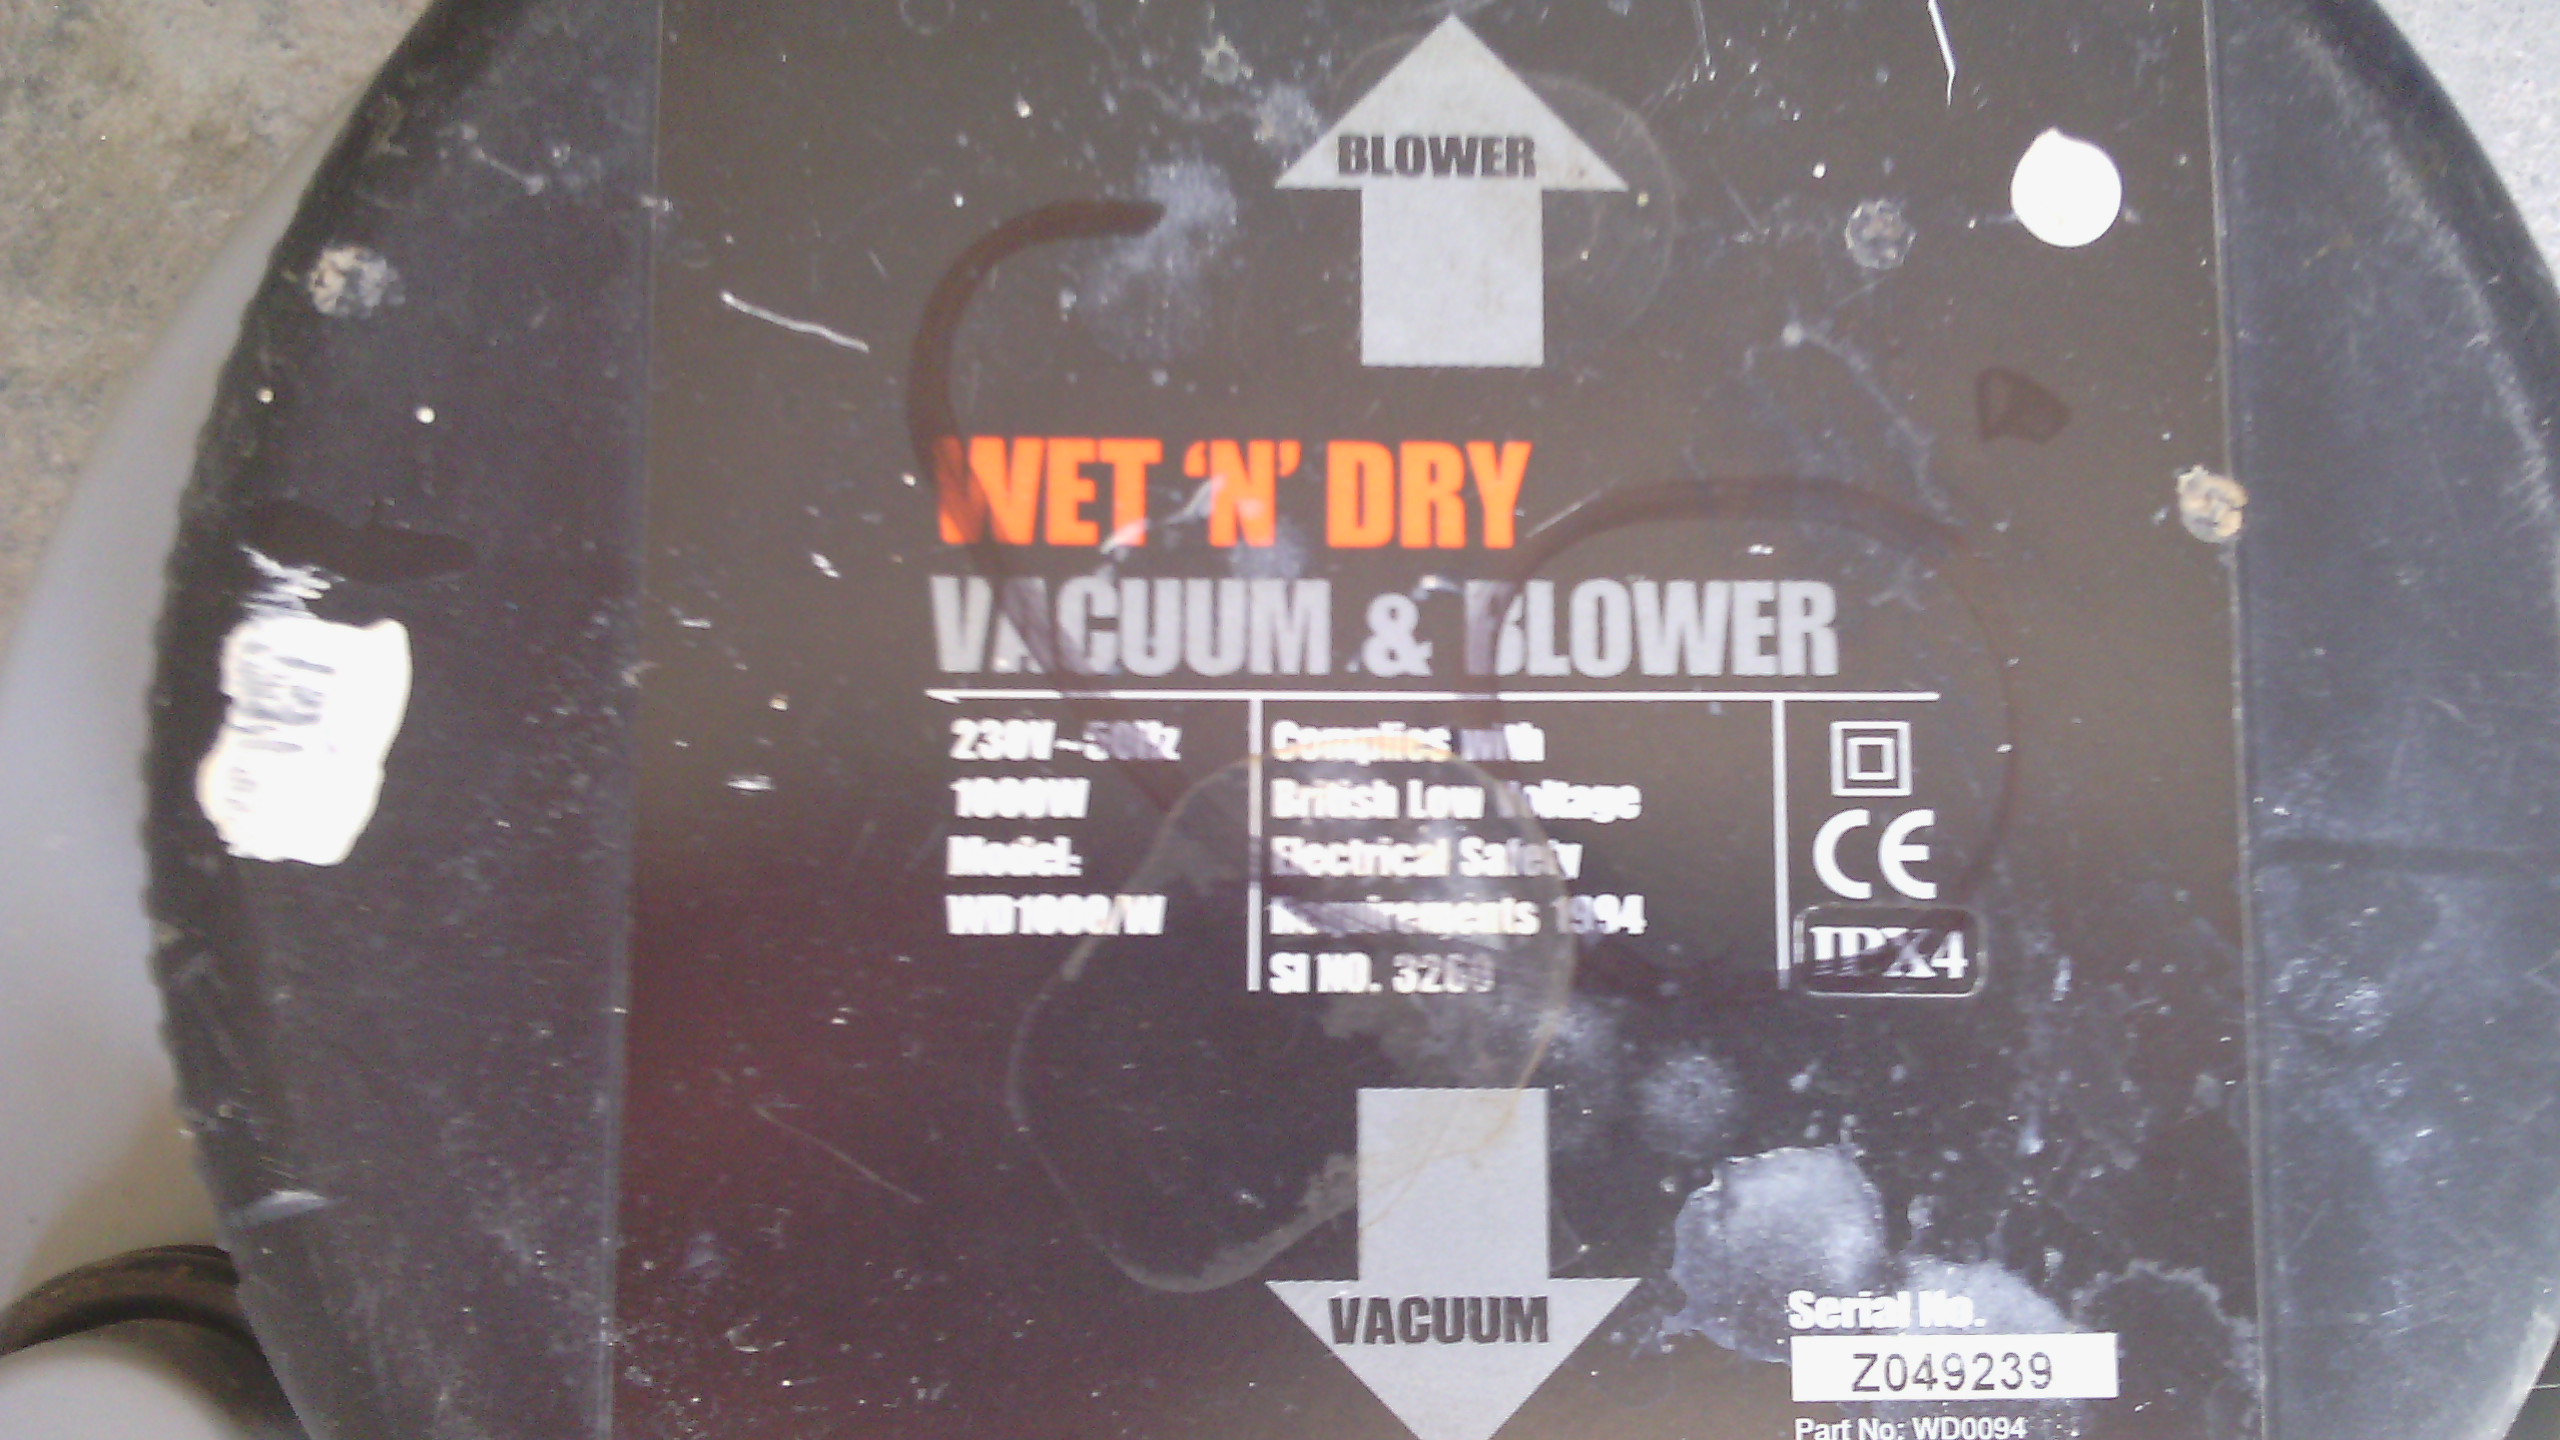 BLOWER
WET ‘N’ DRY
VACUUM & BLOWER
230V~50Hz
1000W
Model:
WD1000/W
Complies with
British Low Voltage
Electrical Safety
Requirements 1994
SI NO. 3260
CE
IPX4
VACUUM
Serial No.
Z049239
Part No: WD0094